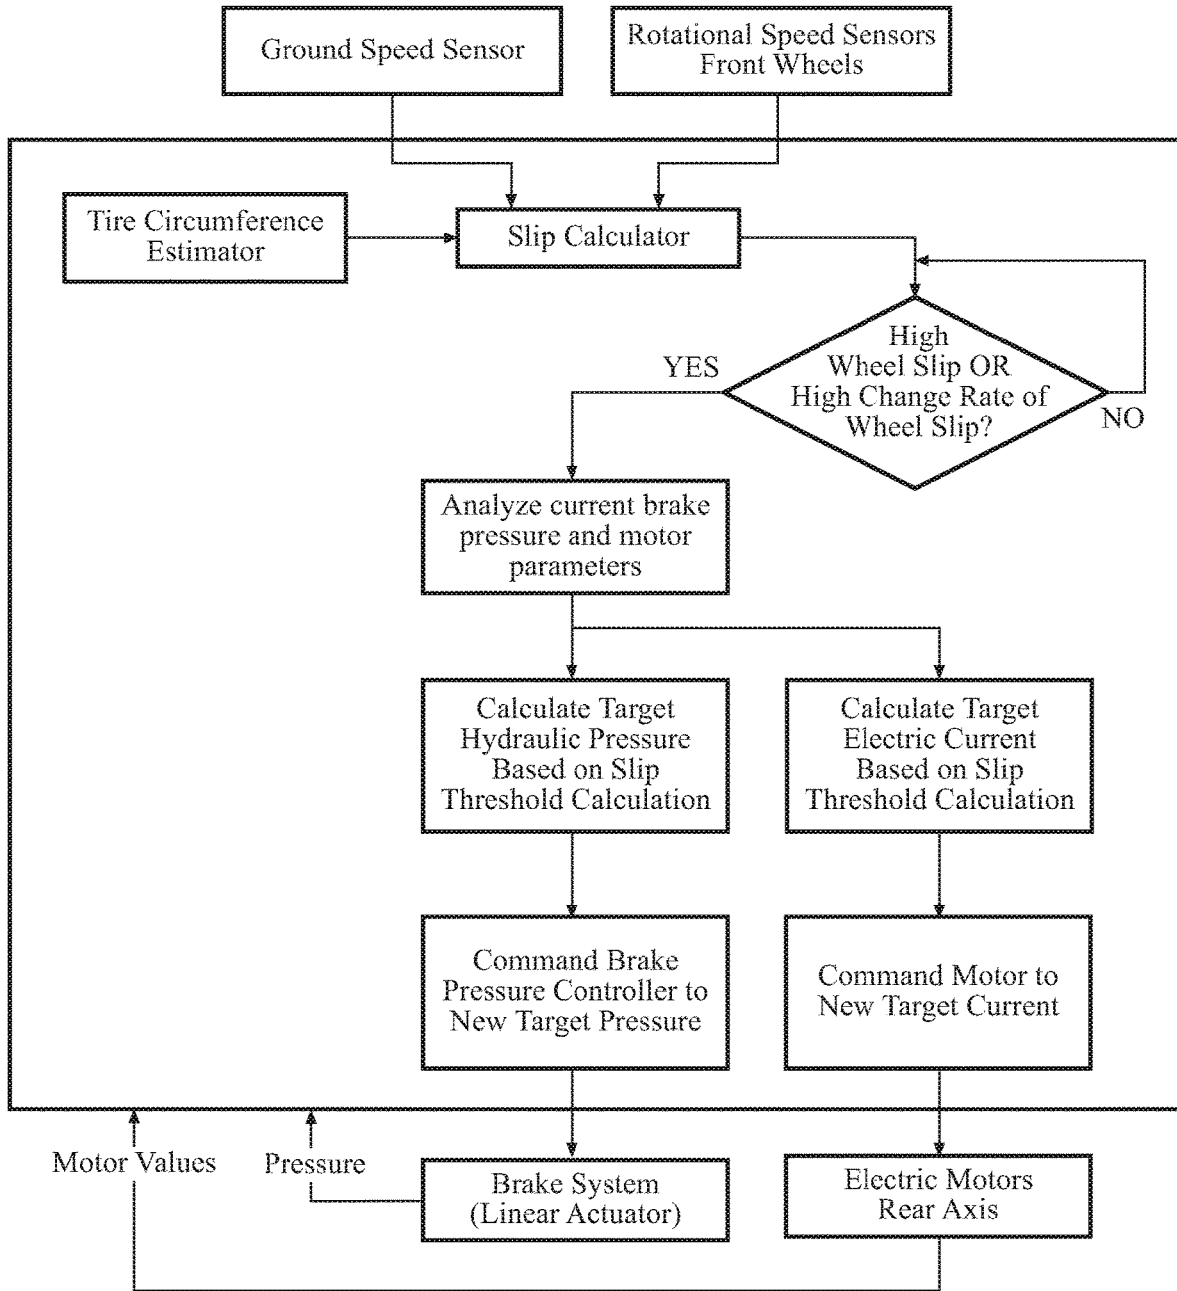 Ground Speed Sensor
Rotational Speed Sensors
Front Wheels
Tire Circumference
Estimator
Slip Calculator
High
Wheel Slip OR
High Change Rate of
Wheel Slip?
YES
NO
Analyze current brake
pressure and motor
parameters
Calculate Target
Hydraulic Pressure
Based on Slip
Threshold Calculation
Calculate Target
Electric Current
Based on Slip
Threshold Calculation
Command Brake
Pressure Controller to
New Target Pressure
Command Motor to
New Target Current
Motor Values
Pressure
Brake System
(Linear Actuator)
Electric Motors
Rear Axis